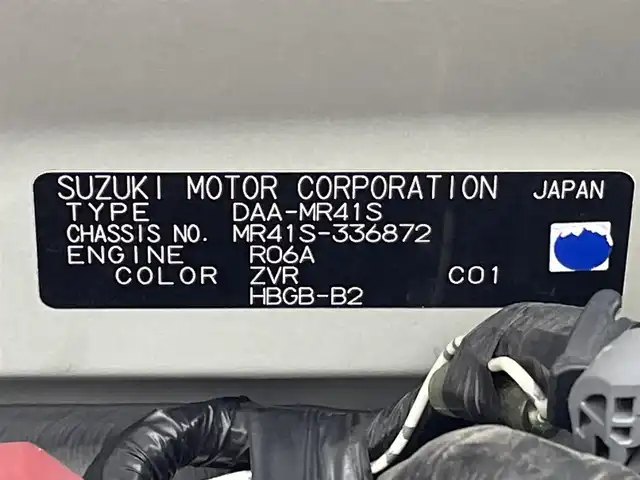 SUZUKI MOTOR CORPORATION JAPAN
TYPE DAA-MR41S
CHASSIS NO. MR41S-336872
ENGINE R06A
COLOR ZVR C01
HBGB-B2